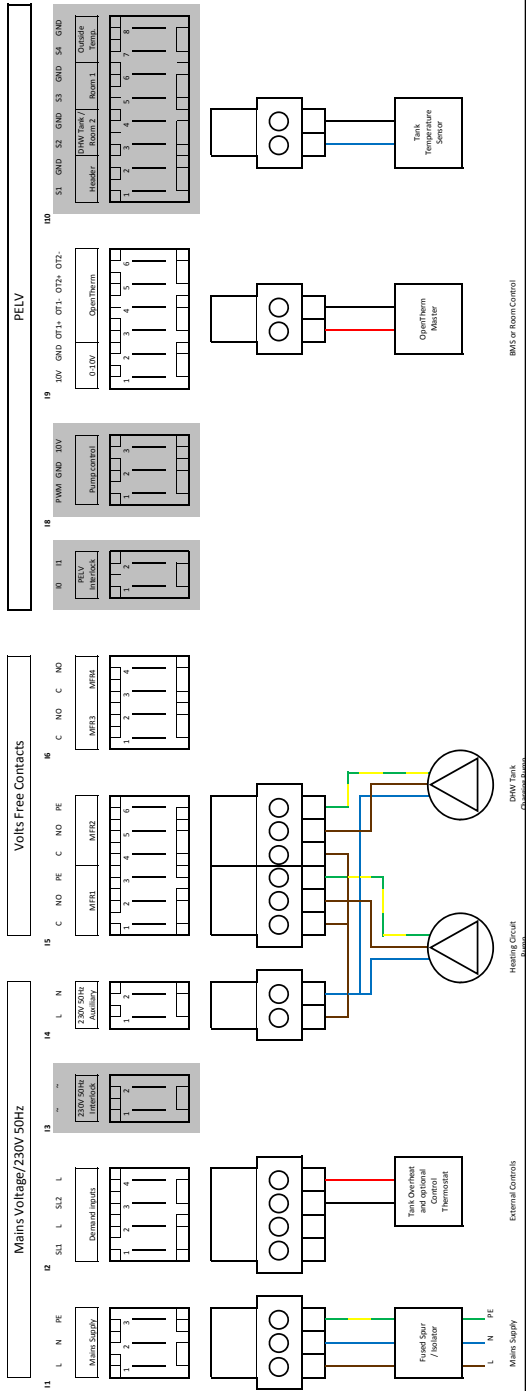 Mains Voltage/230V 50Hz
Volts Free Contacts
PELV
I1
L N PE
Mains Supply
1 2 3
I2
SL1 L SL2 L
Demand inputs
1 2 3 4
I3
~ ~
230V 50Hz
Interlock
1 2
I4
L N
230V 50Hz
Auxiliary
1 2
I5
C NO PE C NO PE
MFR1 MFR2
1 2 3 4 5 6
I6
C NO C NO
MFR3 MFR4
1 2 3 4
I0 I1
PELV
Interlock
1 2
I8
PWM GND 10V
Pump control
1 2 3
I9
10V GND OT1+ OT1- OT2+ OT2-
0-10V OpenTherm
1 2 3 4 5 6
I10
S1 GND S2 GND S3 GND S4 GND
Header
DHW Tank /
Room 2
Room 1
Outside
Temp.
1 2 3 4 5 6 7 8
Fused Spur
/ Isolator
L N PE
Mains Supply
Tank Overheat
and optional
Control
Thermostat
External Controls
Heating Circuit
Pump
DHW Tank
Charging Pump
OpenTherm
Master
BMS or Room Control
Tank
Temperature
Sensor